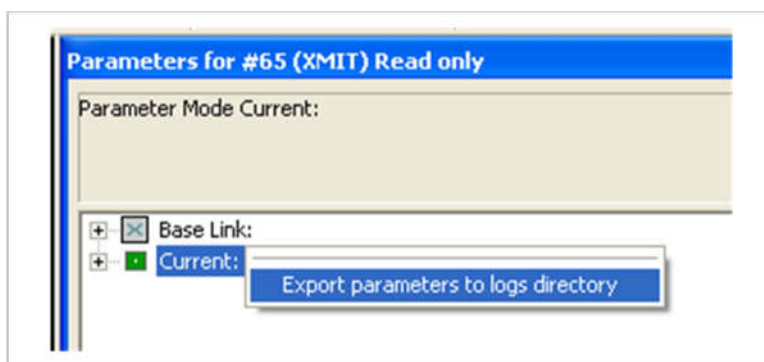 Parameters for #65 (XMIT) Read only
Parameter Mode Current:
Base Link:
Current:
Export parameters to logs directory